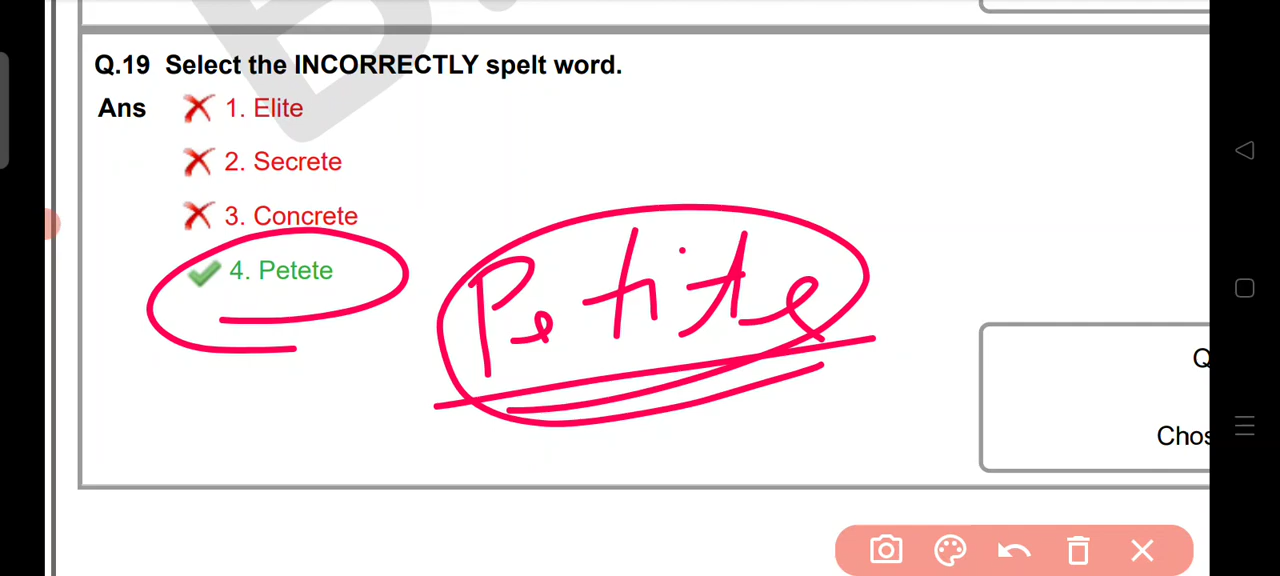 Q.19 Select the INCORRECTLY spelt word.
Ans 1. Elite
2. Secrete
3. Concrete
4. Petete
Petite
Q
Chos